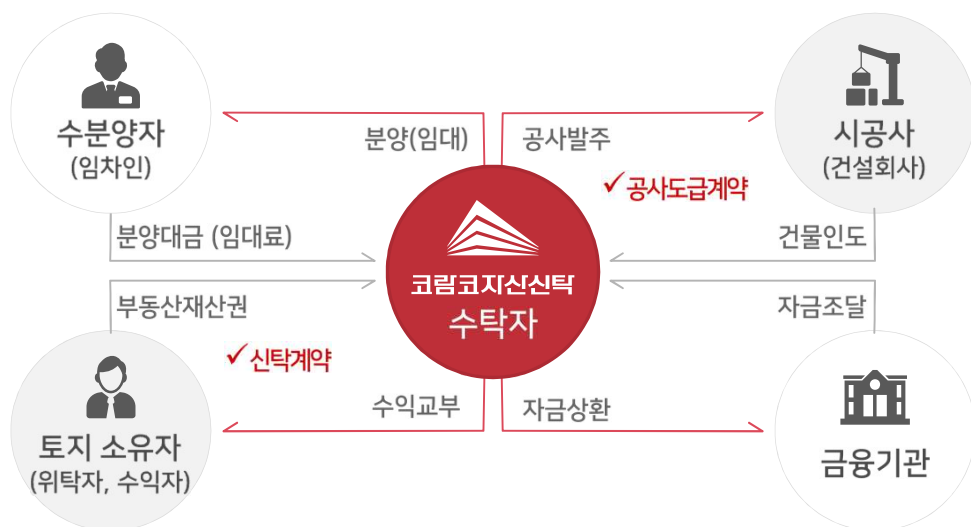 수분양자
(임차인)
분양(임대)
공사발주
시공사
(건설회사)
✓공사도급계약
분양대금 (임대료)
건물인도
코람코자산신탁
수탁자
부동산재산권
자금조달
✓신탁계약
수익교부
자금상환
토지 소유자
(위탁자, 수익자)
금융기관